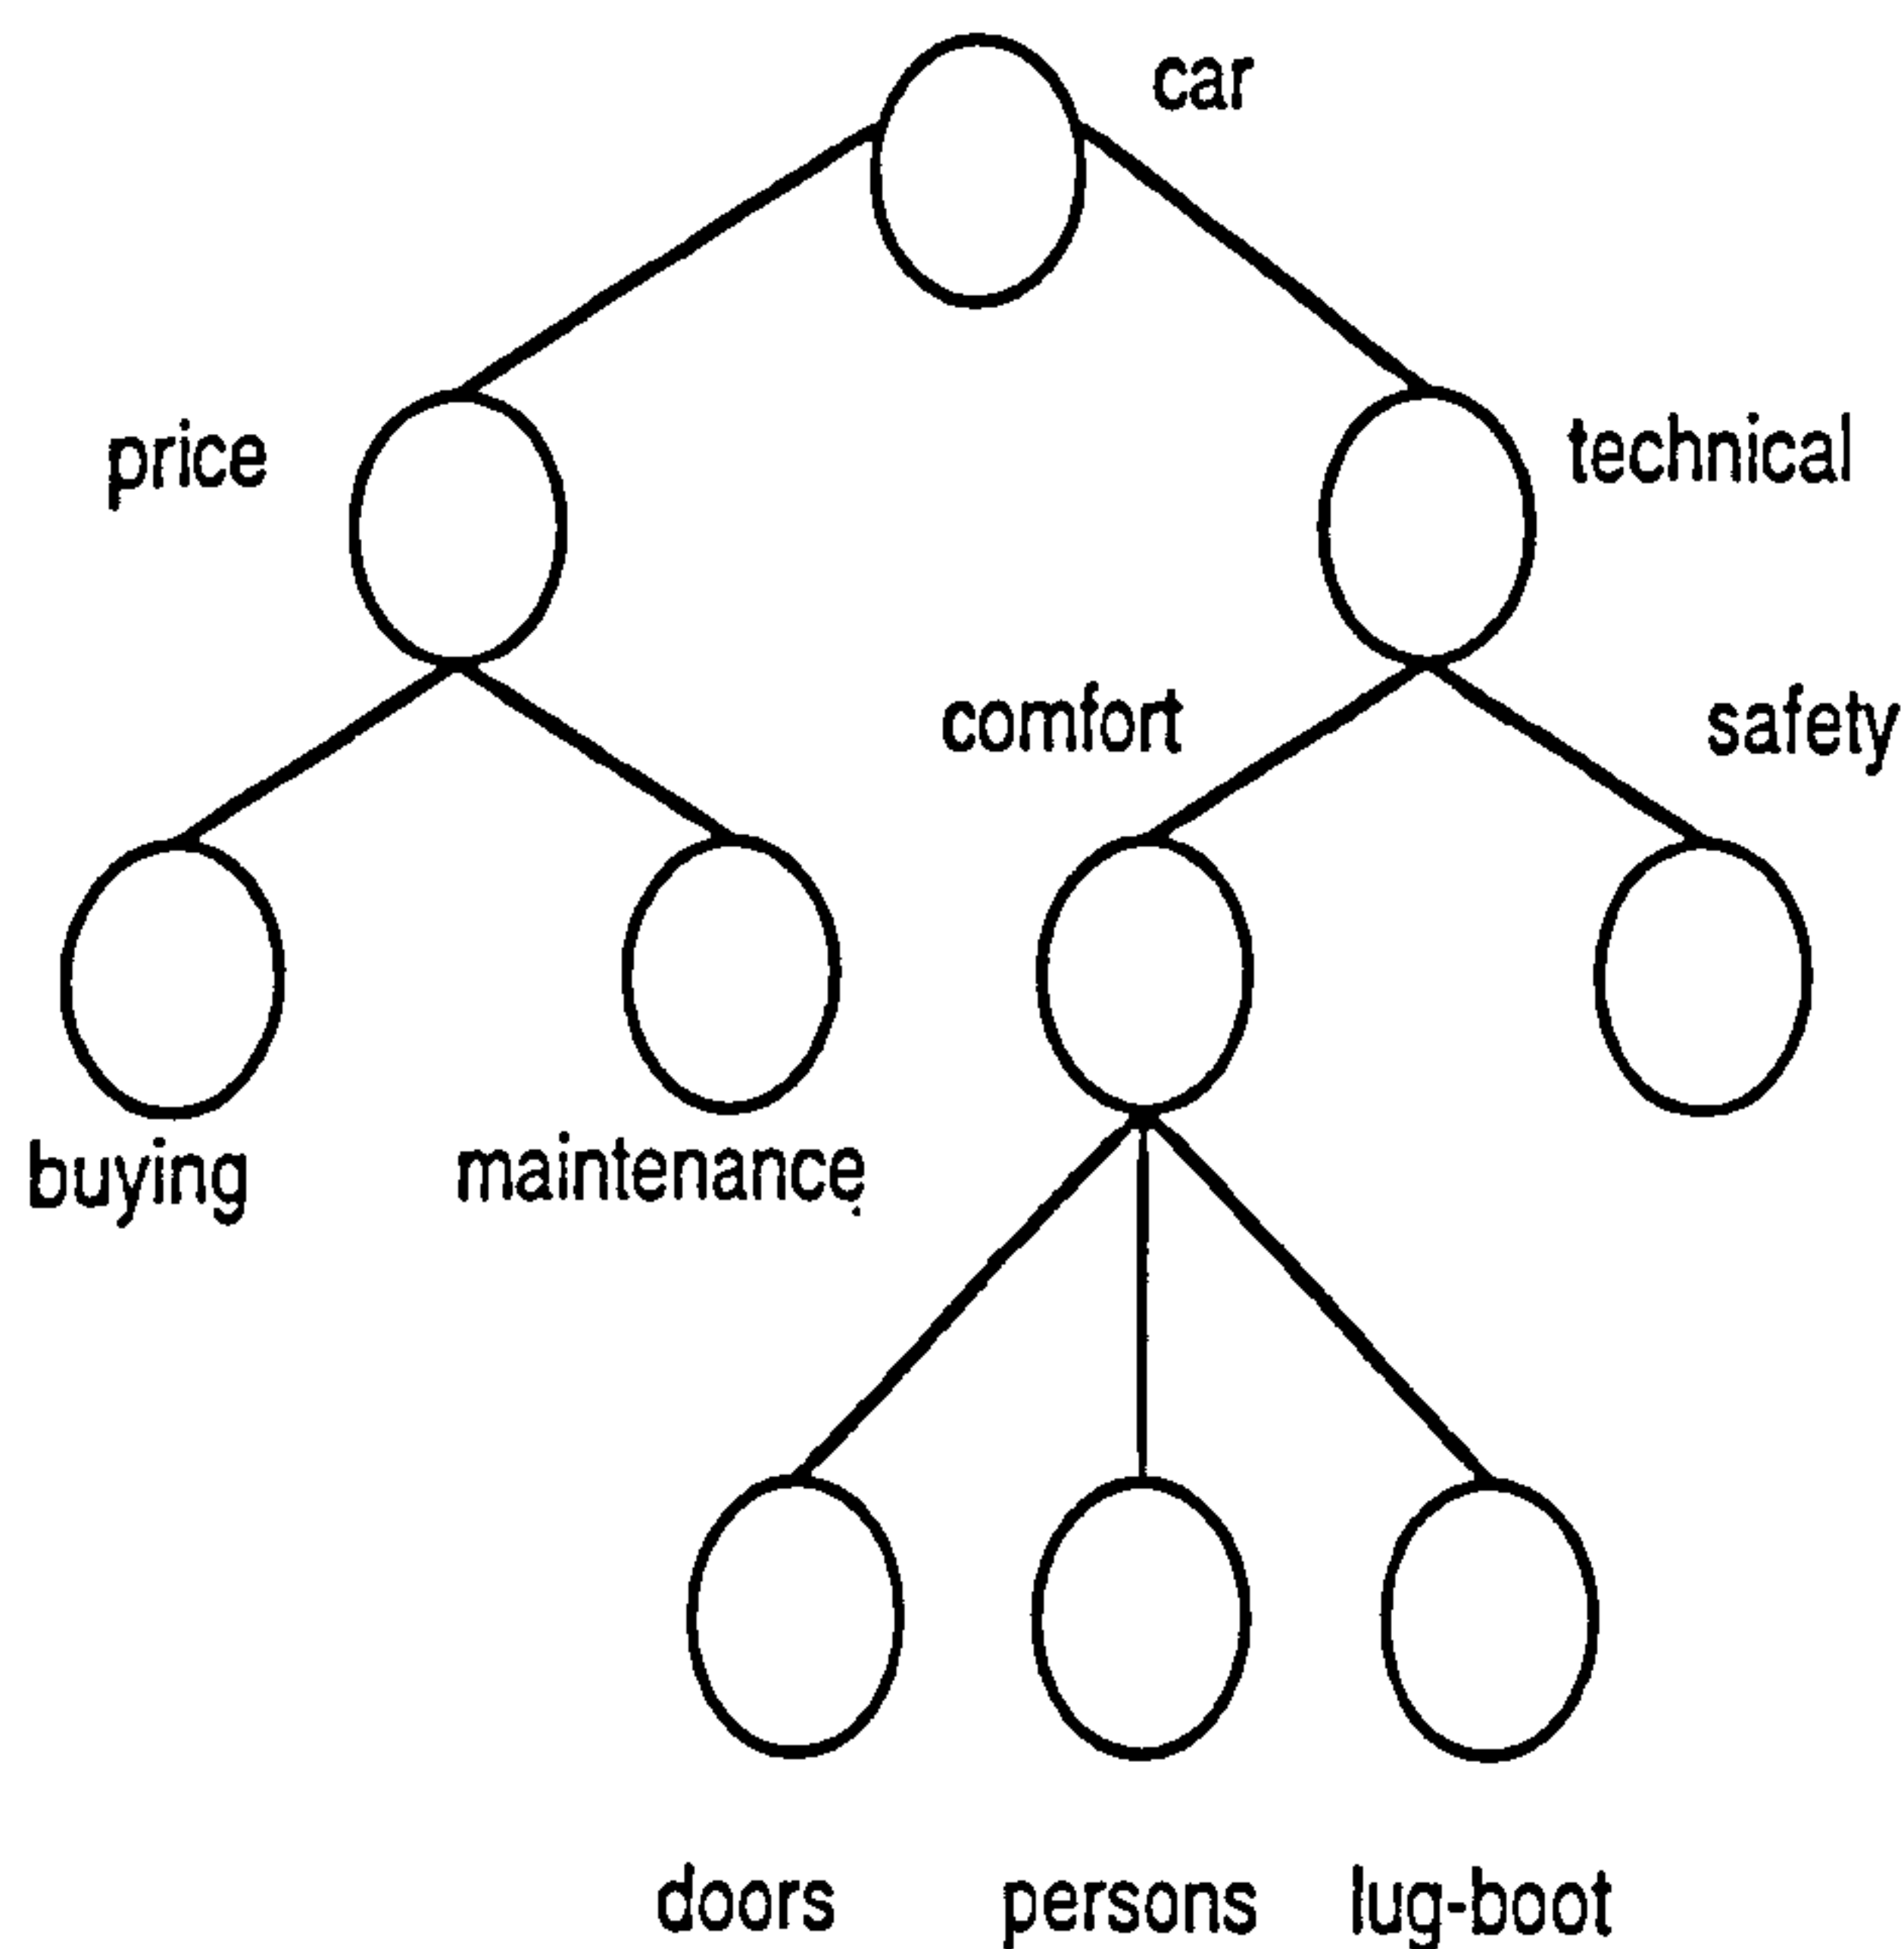 car
price
technical
comfort
safety
buying
maintenance
doors
persons
lug-boot